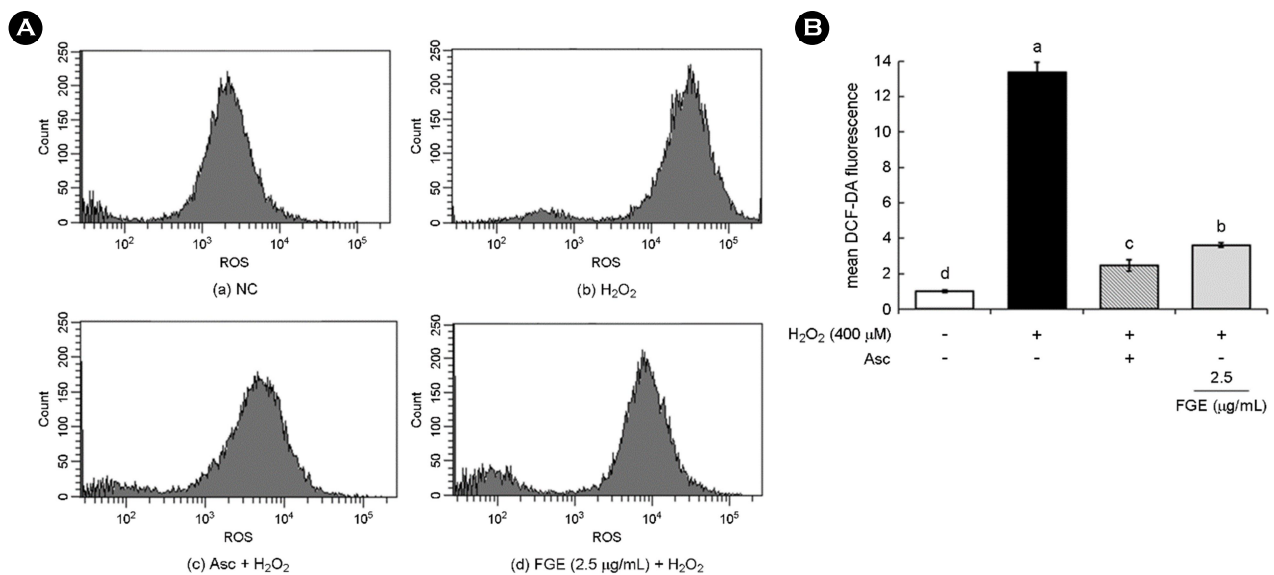 A
250
200
150
100
50
0
Count
10² 10³ 10⁴ 10⁵
ROS
(a) NC
250
200
150
100
50
0
Count
10² 10³ 10⁴ 10⁵
ROS
(b) H₂O₂
250
200
150
100
50
0
Count
10² 10³ 10⁴ 10⁵
ROS
(c) Asc + H₂O₂
250
200
150
100
50
0
Count
10² 10³ 10⁴ 10⁵
ROS
(d) FGE (2.5 μg/mL) + H₂O₂
B
mean DCF-DA fluorescence
14
12
10
8
6
4
2
0
d a c b
H₂O₂ (400 μM) - + + +
Asc - - + -
2.5
FGE (μg/mL)